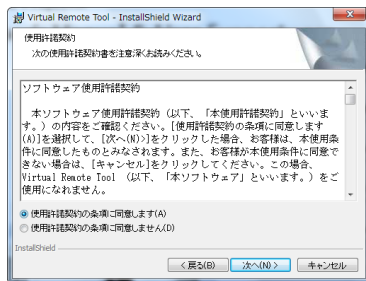 Virtual Remote Tool - InstallShield Wizard
使用許諾契約
次の使用許諾契約書を注意深くお読みください。
ソフトウェア使用許諾契約
本ソフトウェア使用許諾契約（以下、「本使用許諾契約」といいま
す。）の内容をご確認ください。[使用許諾契約の条項に同意します
(A)]を選択して、[次へ(N)>]をクリックした場合、お客様は、本使用条
件に同意したものとみなされます。また、お客様が本使用条件に同意で
きない場合は、[キャンセル]をクリックしてください。この場合、
Virtual Remote Tool （以下、「本ソフトウェア」といいます。）をご
使用になれません。
使用許諾契約の条項に同意します(A)
使用許諾契約の条項に同意しません(D)
InstallShield
< 戻る(B)
次へ(N) >
キャンセル